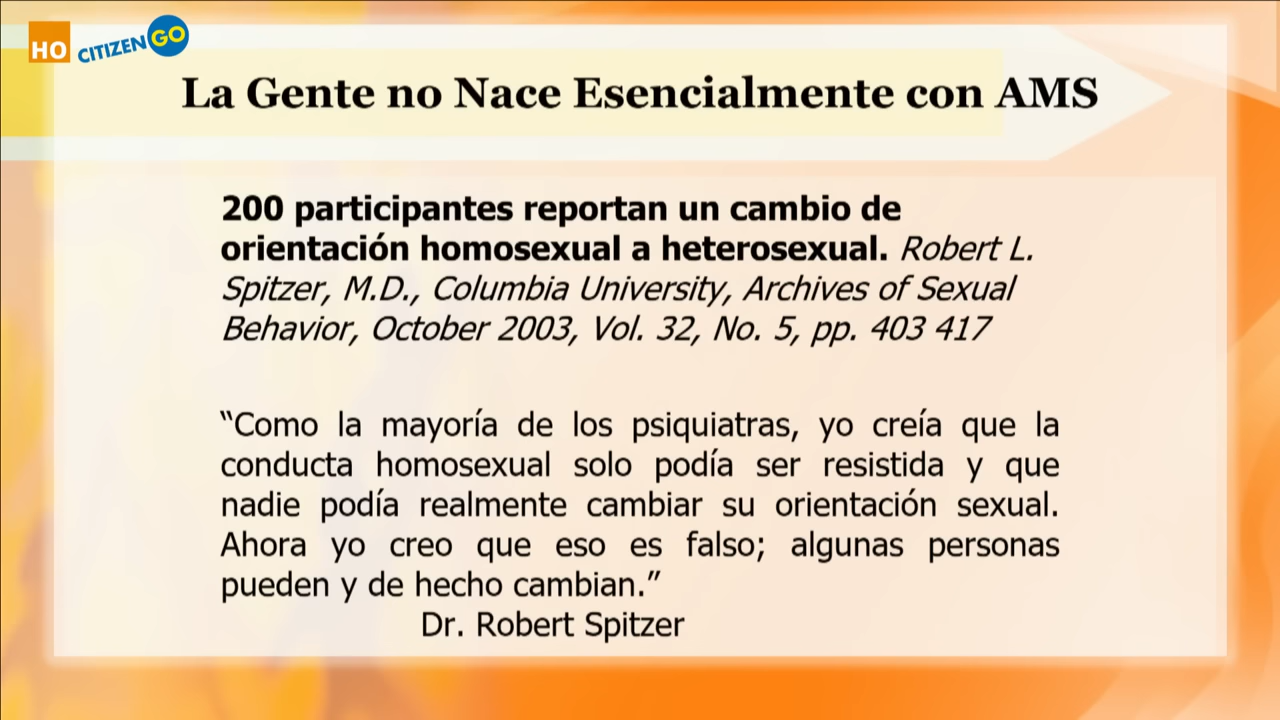 HO CITIZENGO
La Gente no Nace Esencialmente con AMS
200 participantes reportan un cambio de
orientación homosexual a heterosexual. Robert L.
Spitzer, M.D., Columbia University, Archives of Sexual
Behavior, October 2003, Vol. 32, No. 5, pp. 403 417
“Como la mayoría de los psiquiatras, yo creía que la
conducta homosexual solo podía ser resistida y que
nadie podía realmente cambiar su orientación sexual.
Ahora yo creo que eso es falso; algunas personas
pueden y de hecho cambian.”
Dr. Robert Spitzer